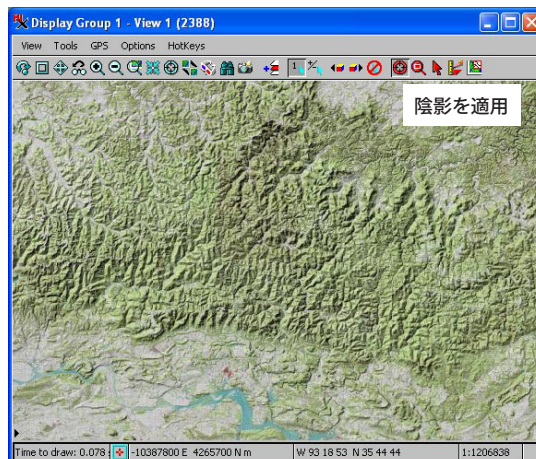 Display Group 1 - View 1 (2388)
View Tools GPS Options HotKeys
陰影を適用
Time to draw: 0.078 -10387800 E 4265700 N m W 93 18 53 N 35 44 44 1:1206838